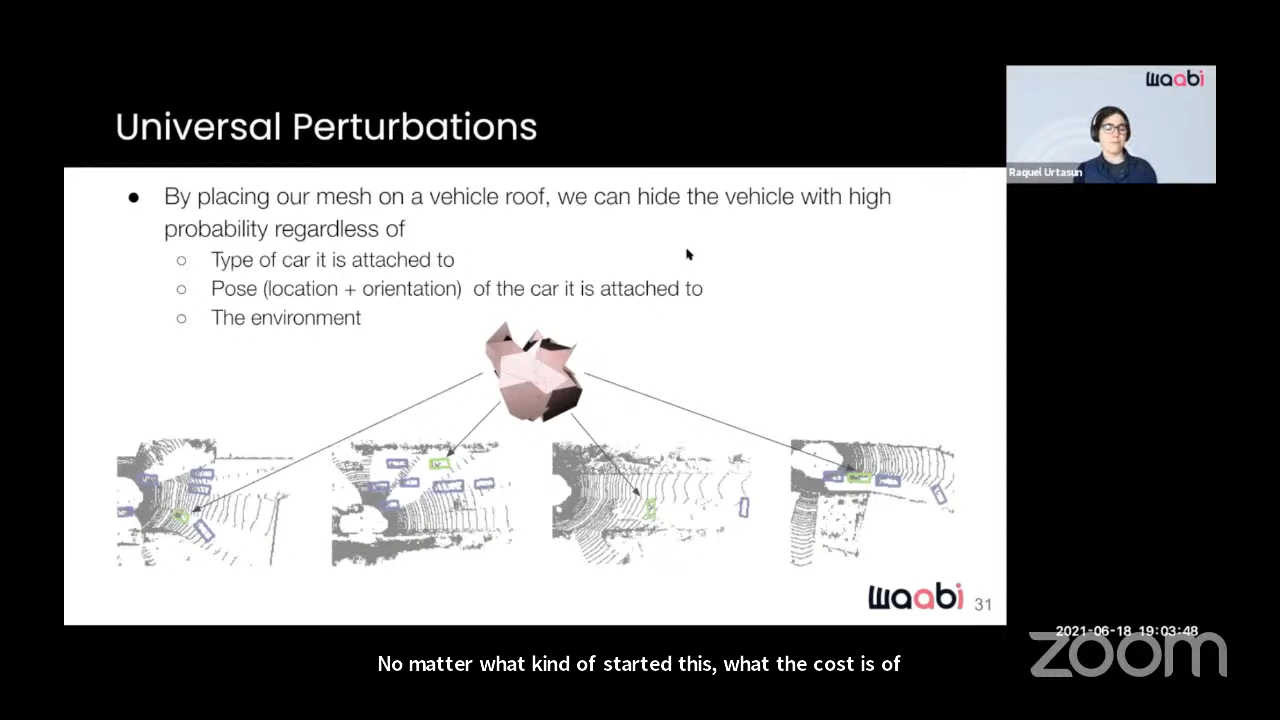 Universal Perturbations
● By placing our mesh on a vehicle roof, we can hide the vehicle with high
probability regardless of
○ Type of car it is attached to
○ Pose (location + orientation) of the car it is attached to
○ The environment
waabi
31
waabi
Raquel Urtasun
2021-06-18 19:03:48
zoom
No matter what kind of started this, what the cost is of